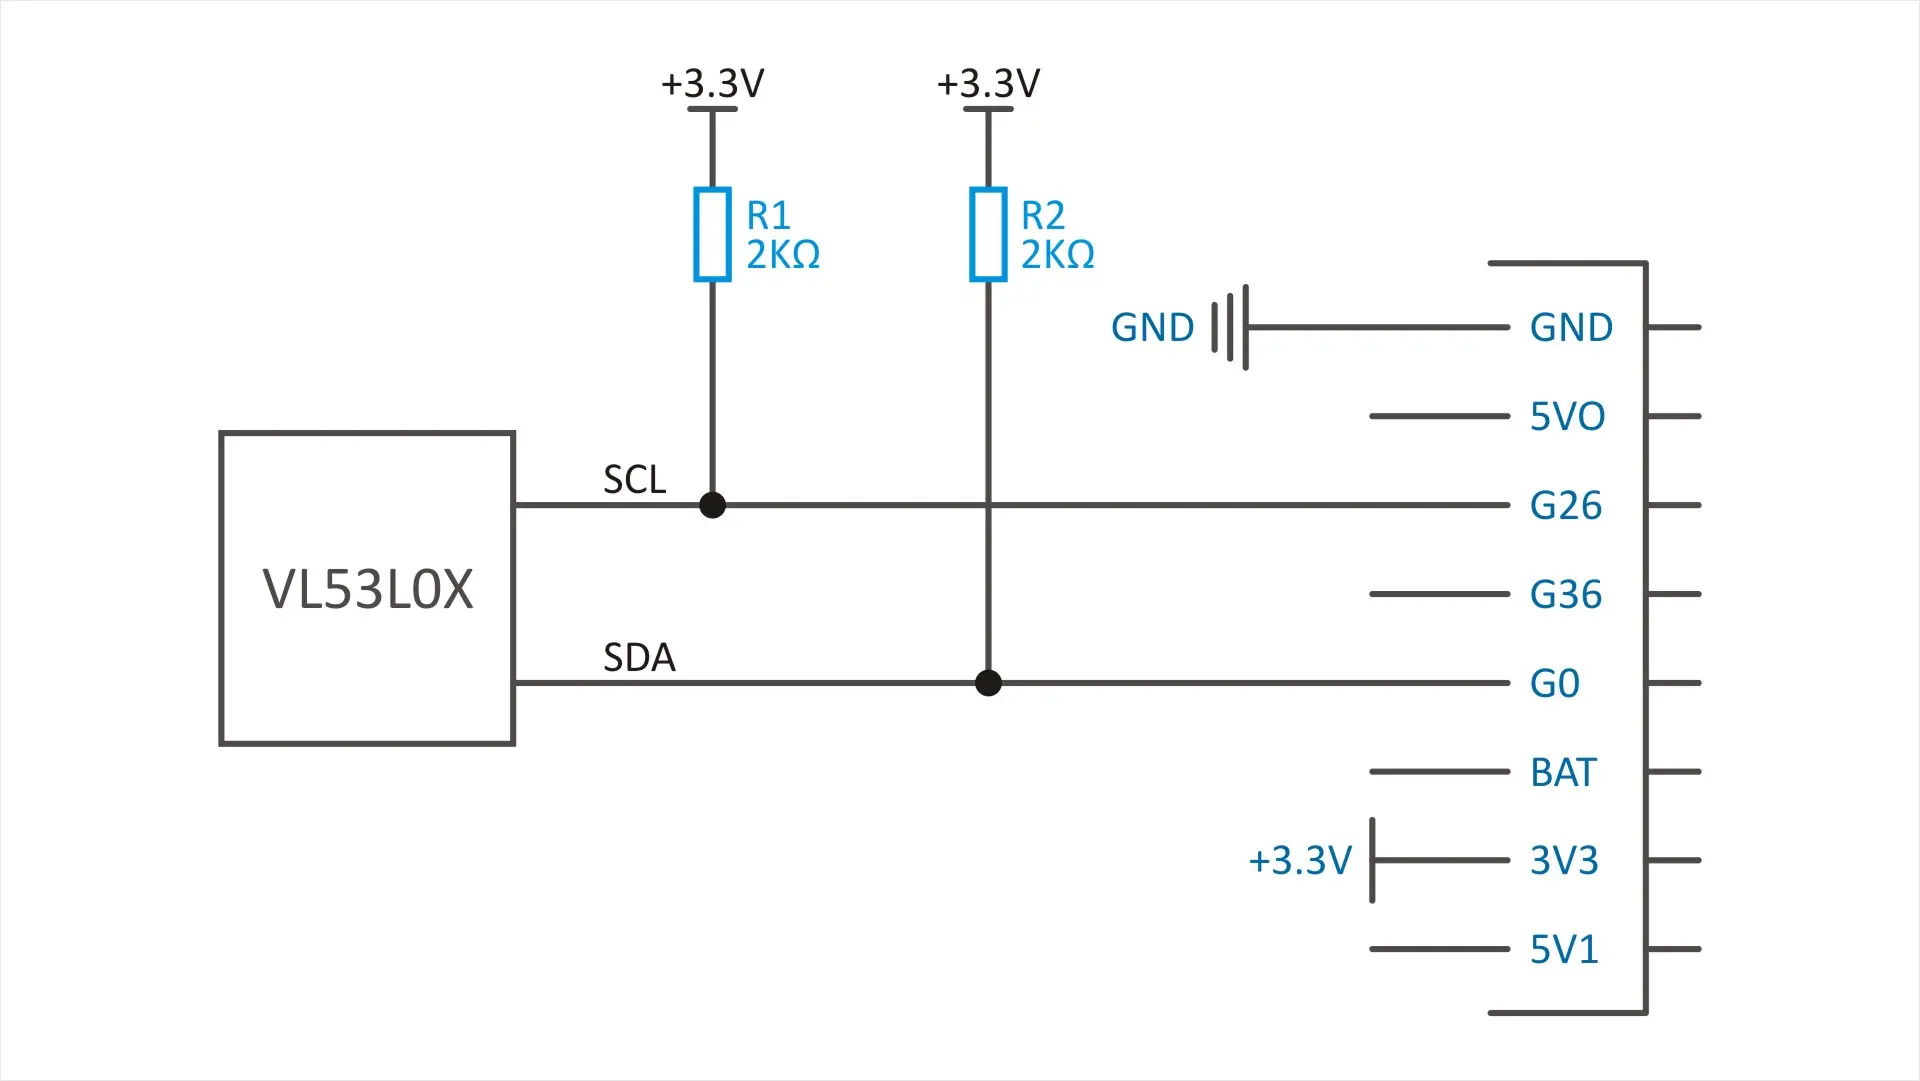 +3.3V
+3.3V
R1
2KΩ
R2
2KΩ
GND
GND
5VO
SCL
G26
VL53L0X
G36
SDA
G0
BAT
+3.3V
3V3
5V1